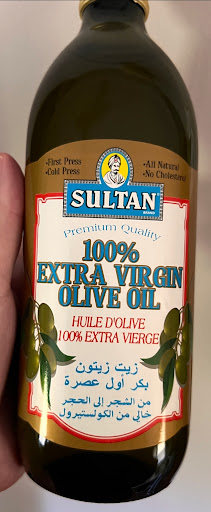 •First Press
•Cold Press
•All Natural
•No Cholesterol
SULTAN
BRAND
Premium Quality
100%
EXTRA VIRGIN
OLIVE OIL
HUILE D'OLIVE
100% EXTRA VIERGE
زيت زيتون
بكر أول عصرة
من الشجر إلى الحجر
خالي من الكولستيرول